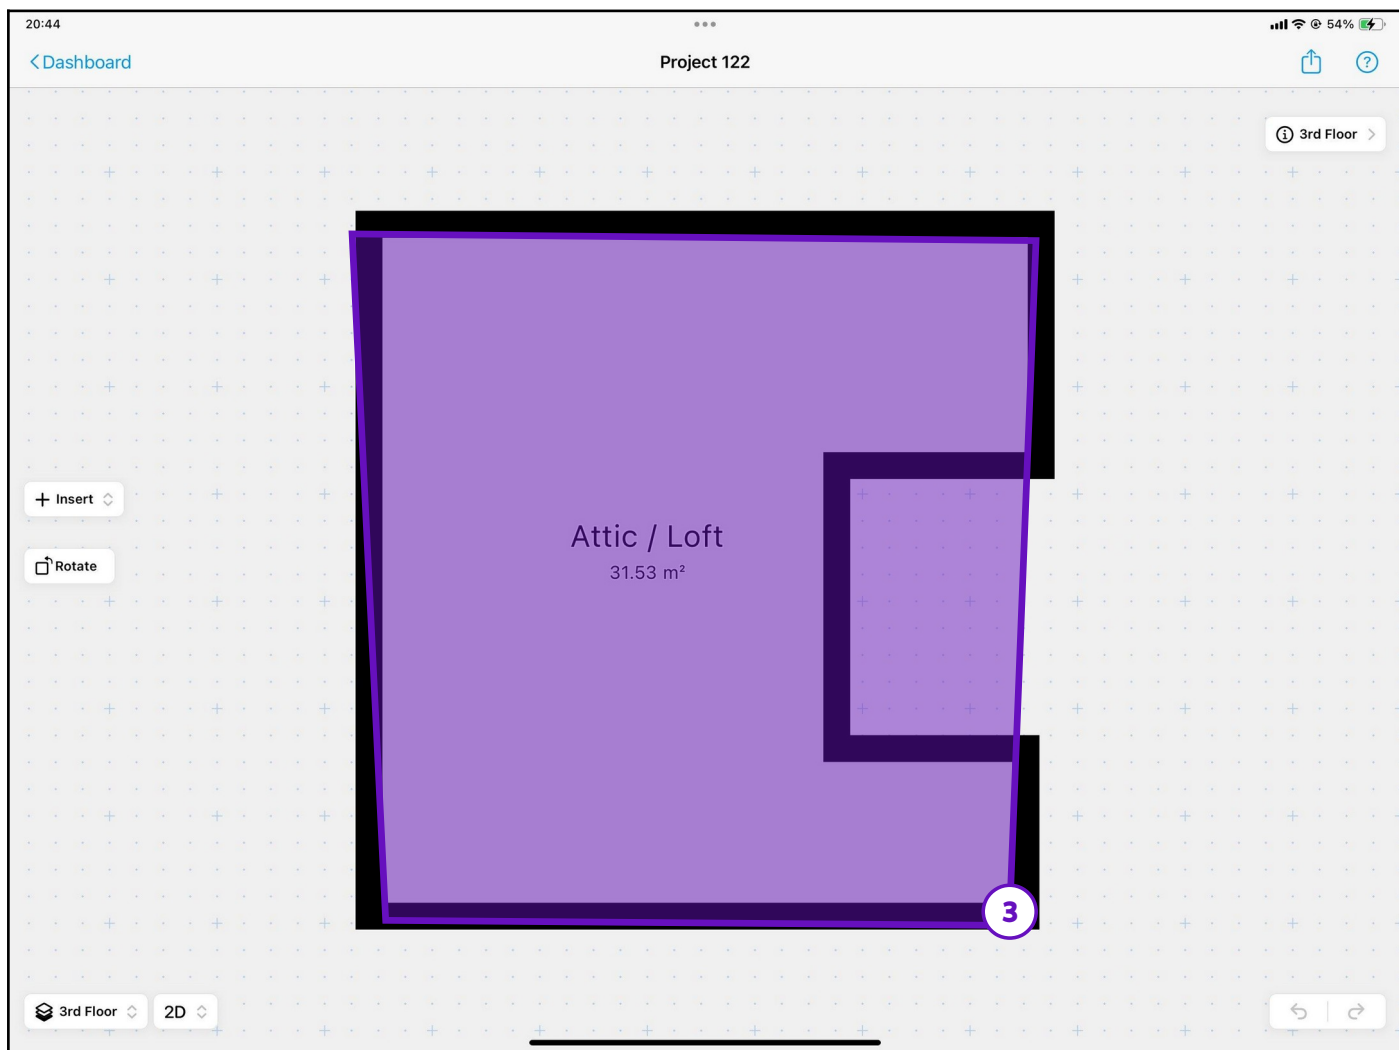 20:44
54%
Dashboard
Project 122
?
3rd Floor
+ Insert
Rotate
Attic / Loft
31.53 m²
3
3rd Floor
2D